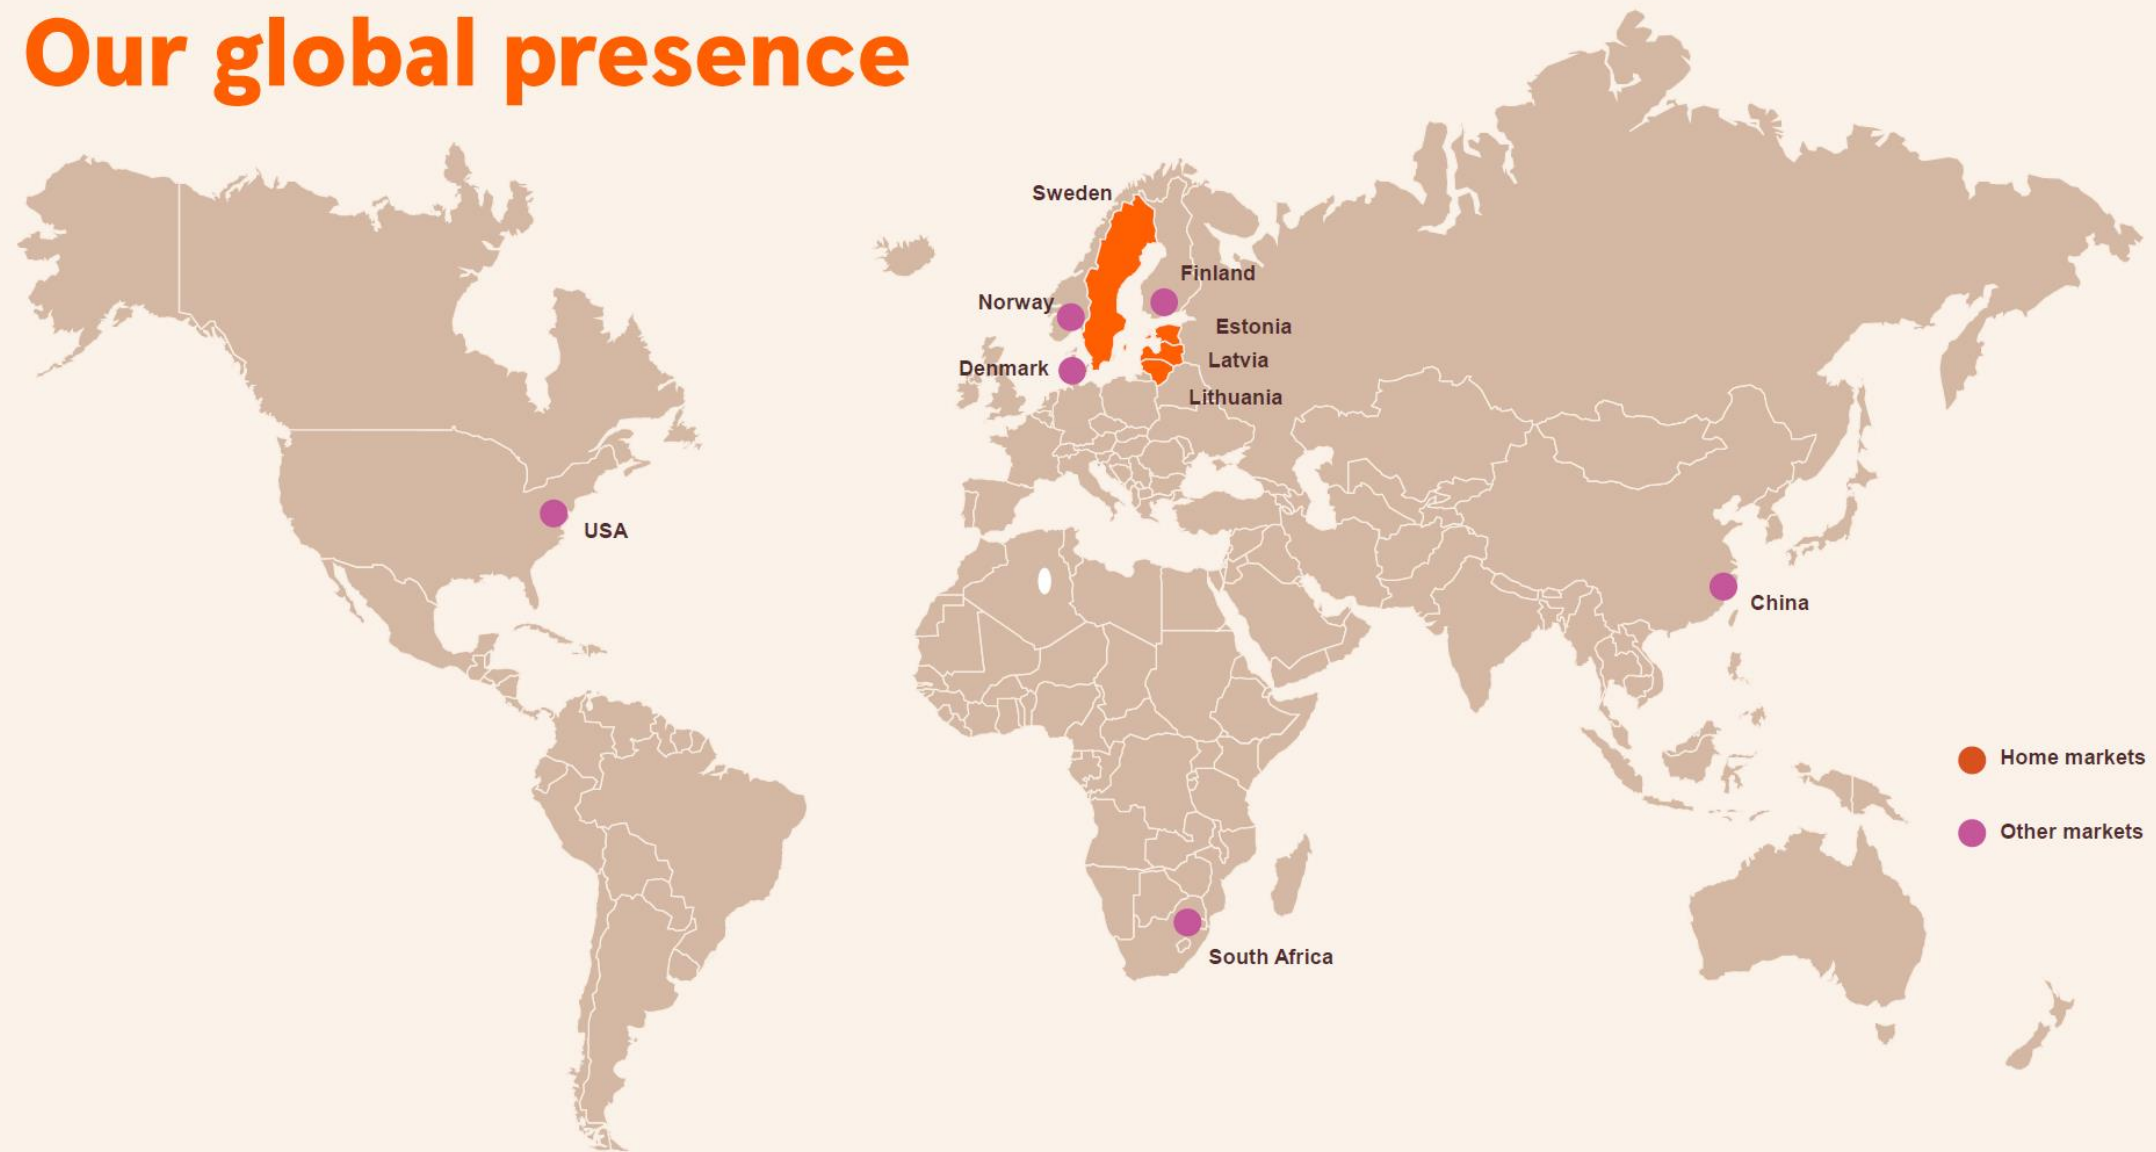 Our global presence
Sweden
Finland
Norway
Estonia
Latvia
Denmark
Lithuania
USA
China
Home markets
Other markets
South Africa